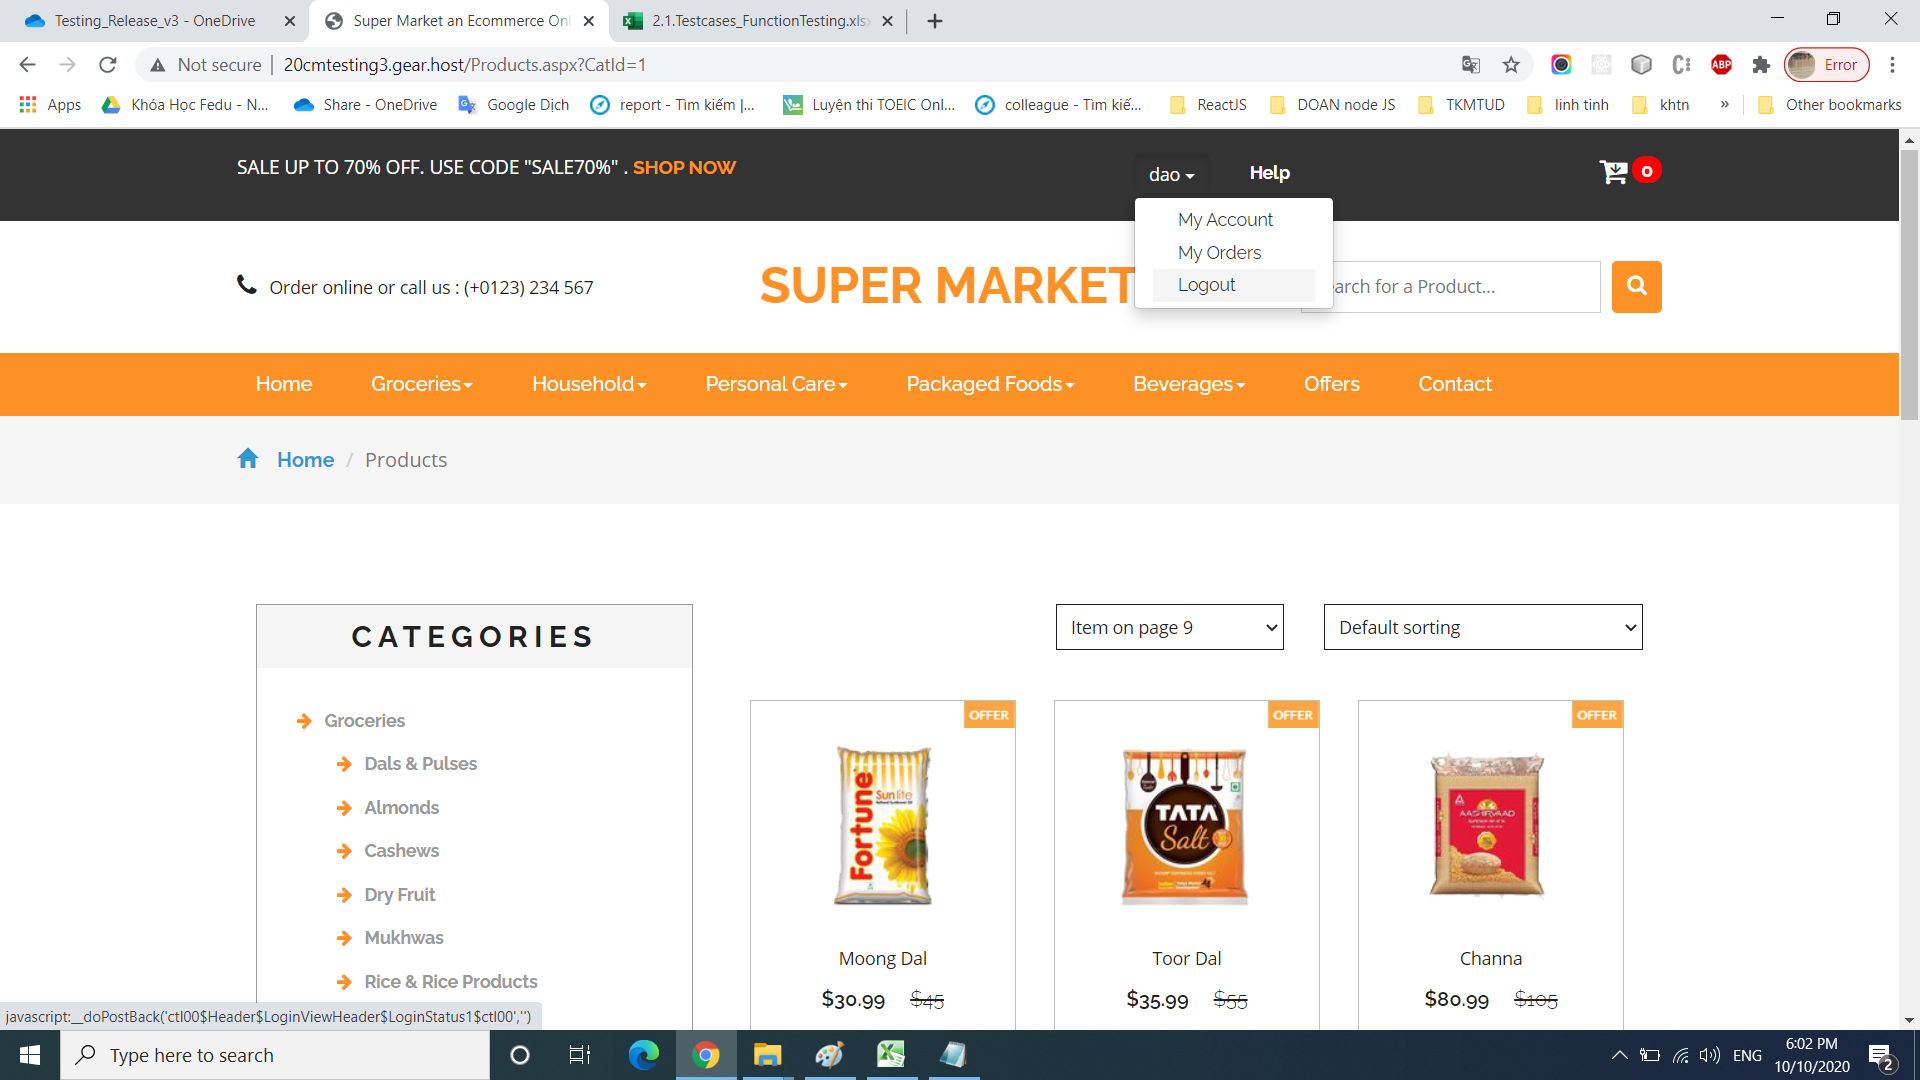 Testing_Release_v3 - OneDrive
Super Market an Ecommerce Onl
2.1.Testcases_FunctionTesting.xlsx
Not secure
20cmtesting3.gear.host/Products.aspx?CatId=1
Error
Apps
Khóa Học Fedu - N...
Share - OneDrive
Google Dịch
report - Tìm kiếm |...
Luyện thi TOEIC Onl...
colleague - Tìm kiế...
ReactJS
DOAN node JS
TKMTUD
linh tinh
khtn
»
Other bookmarks
SALE UP TO 70% OFF. USE CODE "SALE70%" . SHOP NOW
dao
Help
0
My Account
My Orders
Logout
Order online or call us : (+0123) 234 567
SUPER MARKET
arch for a Product...
Home
Groceries
Household
Personal Care
Packaged Foods
Beverages
Offers
Contact
Home / Products
CATEGORIES
Groceries
Dals & Pulses
Almonds
Cashews
Dry Fruit
Mukhwas
Rice & Rice Products
Item on page 9
Default sorting
OFFER
OFFER
OFFER
Fortune
Sunlite
TATA
Salt
AASHIRVAAD
Moong Dal
$30.99 $45
Toor Dal
$35.99 $55
Channa
$80.99 $105
javascript:__doPostBack('ctl00$Header$LoginViewHeader$LoginStatus1$ctl00','')
Type here to search
ENG
6:02 PM
10/10/2020
2
ABP